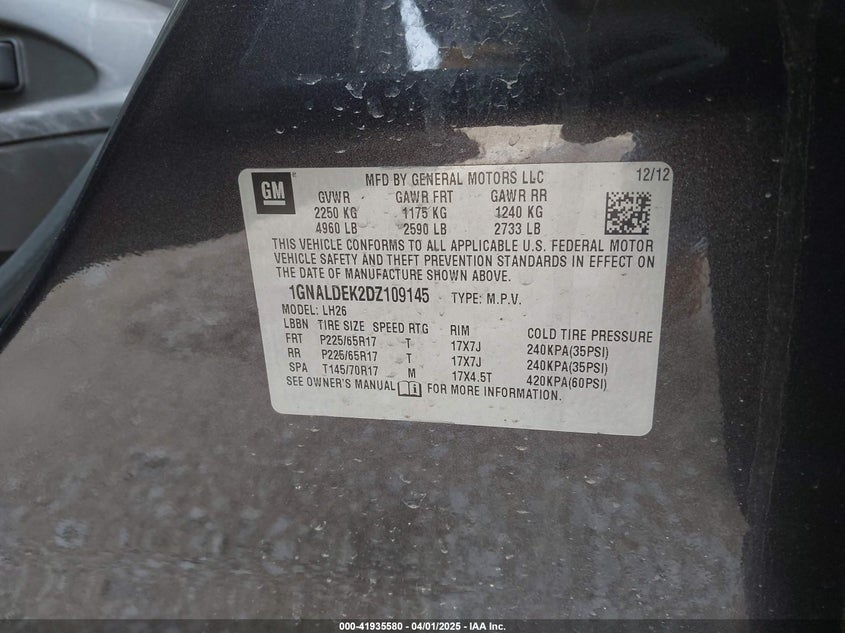 GM
MFD BY GENERAL MOTORS LLC 12/12
GVWR GAWR FRT GAWR RR
2250 KG 1175 KG 1240 KG
4960 LB 2590 LB 2733 LB
THIS VEHICLE CONFORMS TO ALL APPLICABLE U.S. FEDERAL MOTOR
VEHICLE SAFETY AND THEFT PREVENTION STANDARDS IN EFFECT ON
THE DATE OF MANUFACTURE SHOWN ABOVE.
1GNALDEK2DZ109145 TYPE: M.P.V.
MODEL: LH26
LBBN TIRE SIZE SPEED RTG RIM COLD TIRE PRESSURE
FRT P225/65R17 T 17X7J 240KPA(35PSI)
RR P225/65R17 T 17X7J 240KPA(35PSI)
SPA T145/70R17 M 17X4.5T 420KPA(60PSI)
SEE OWNER'S MANUAL FOR MORE INFORMATION.
000-41935580 - 04/01/2025 - IAA Inc.